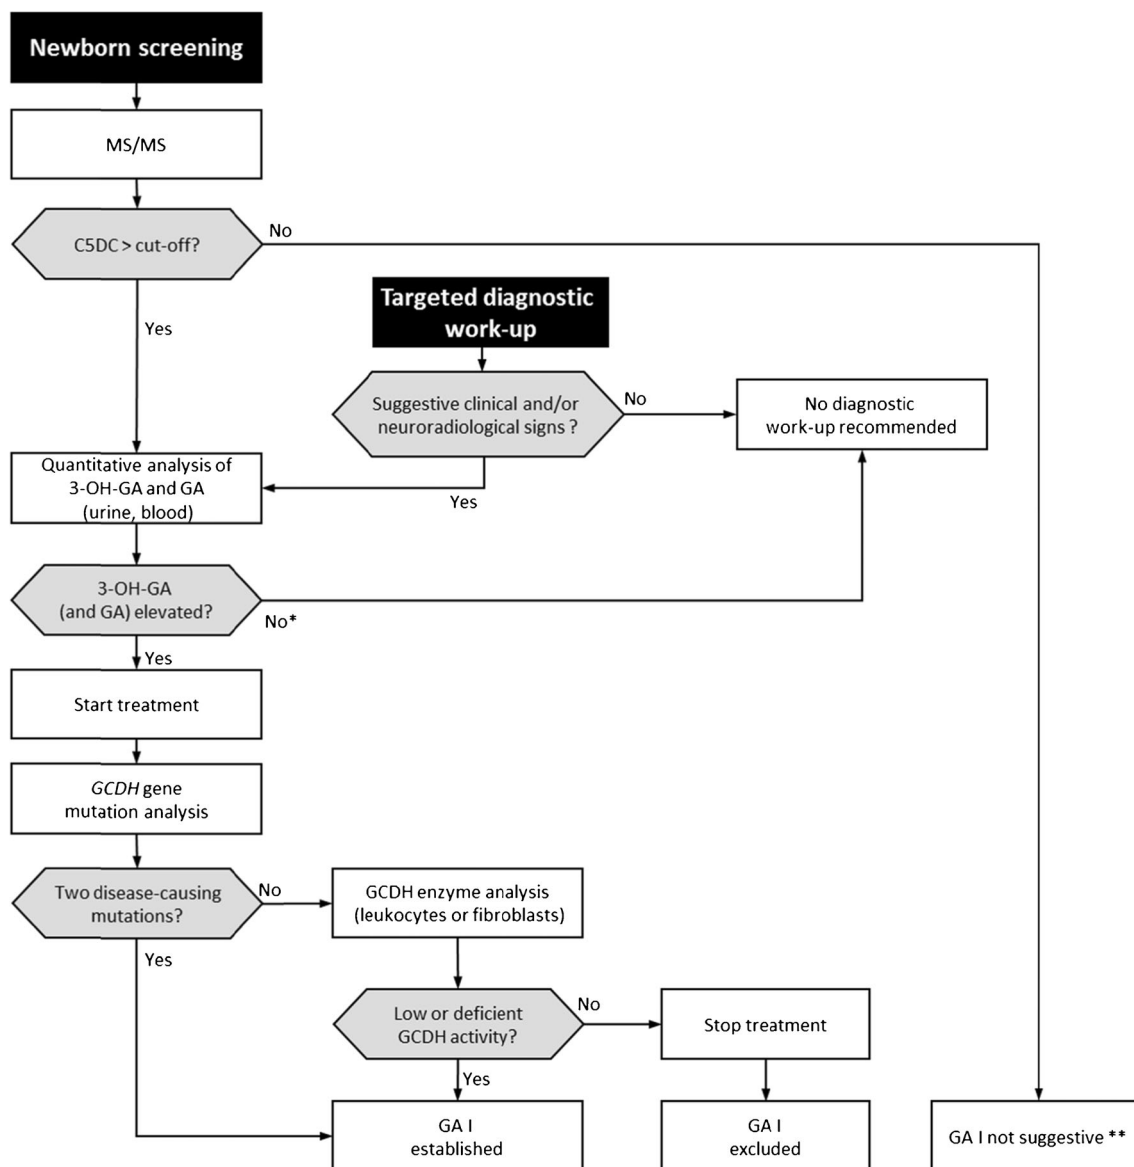 Newborn screening
MS/MS
C5DC > cut-off?
No
Yes
Targeted diagnostic
work-up
Suggestive clinical and/or
neuroradiological signs ?
No
No diagnostic
work-up recommended
Yes
Quantitative analysis of
3-OH-GA and GA
(urine, blood)
3-OH-GA
(and GA) elevated?
No*
Yes
Start treatment
GCDH gene
mutation analysis
Two disease-causing
mutations?
No
GCDH enzyme analysis
(leukocytes or fibroblasts)
Yes
Low or deficient
GCDH activity?
No
Stop treatment
Yes
GA I
established
GA I
excluded
GA I not suggestive **